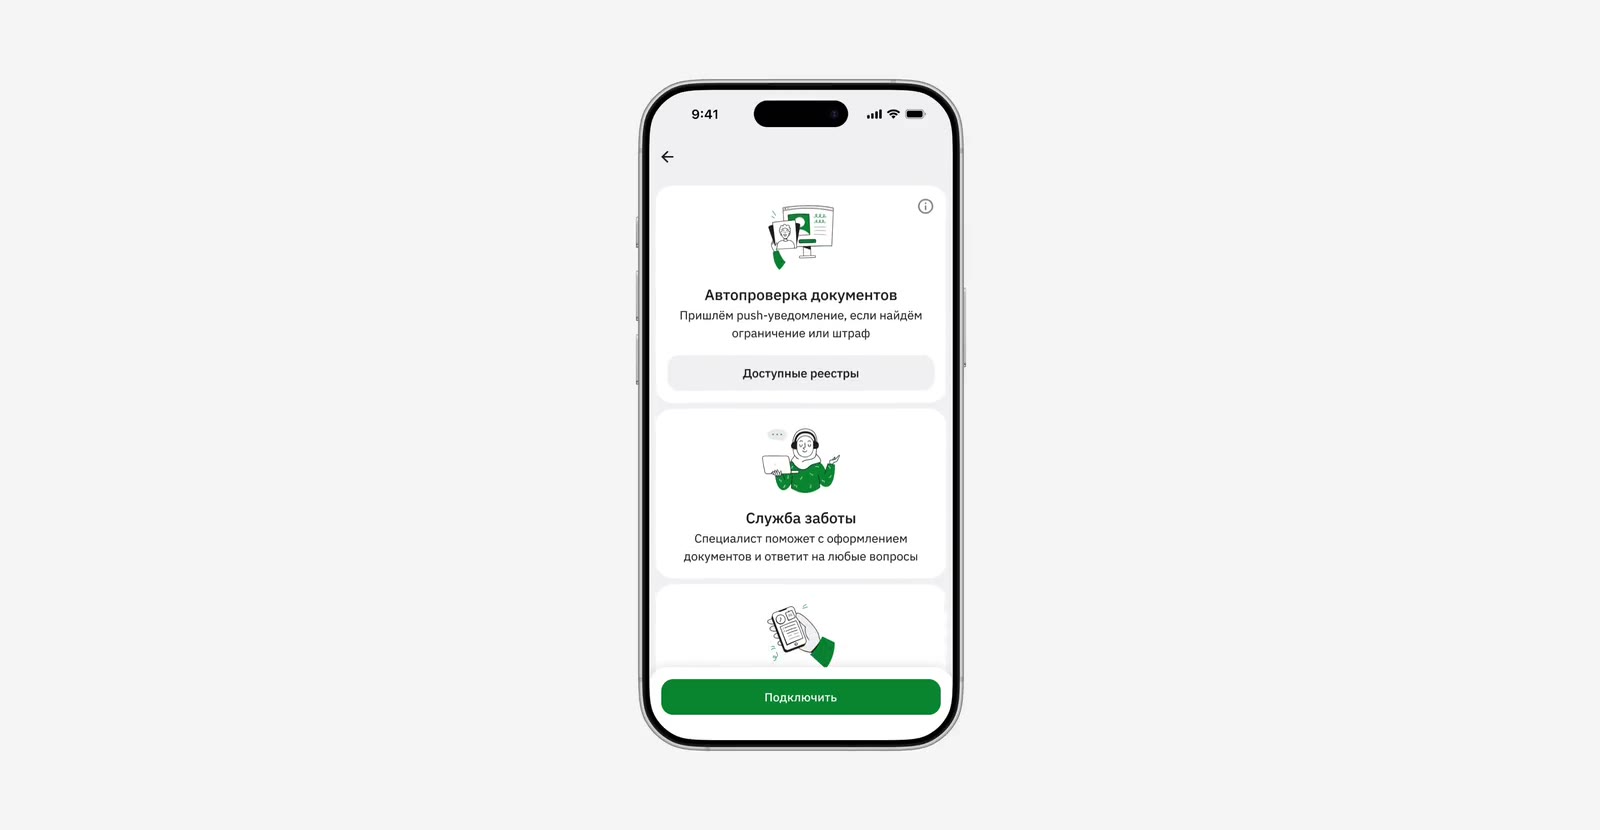 9:41
Автопроверка документов
Пришлём push-уведомление, если найдём
ограничение или штраф
Доступные реестры
Служба заботы
Специалист поможет с оформлением
документов и ответит на любые вопросы
Подключить